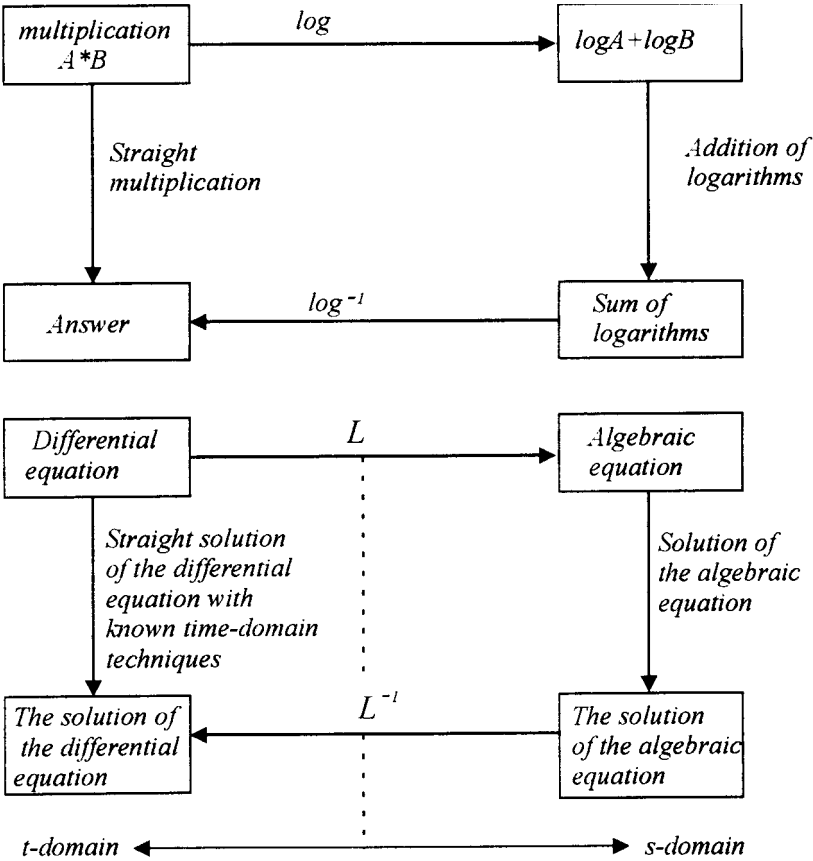 multiplication
A*B
log
logA+logB
Straight
multiplication
Addition of
logarithms
Answer
log⁻¹
Sum of
logarithms
Differential
equation
L
Algebraic
equation
Straight solution
of the differential
equation with
known time-domain
techniques
Solution of
the algebraic
equation
The solution of
the differential
equation
L⁻¹
The solution
of the algebraic
equation
t-domain
s-domain